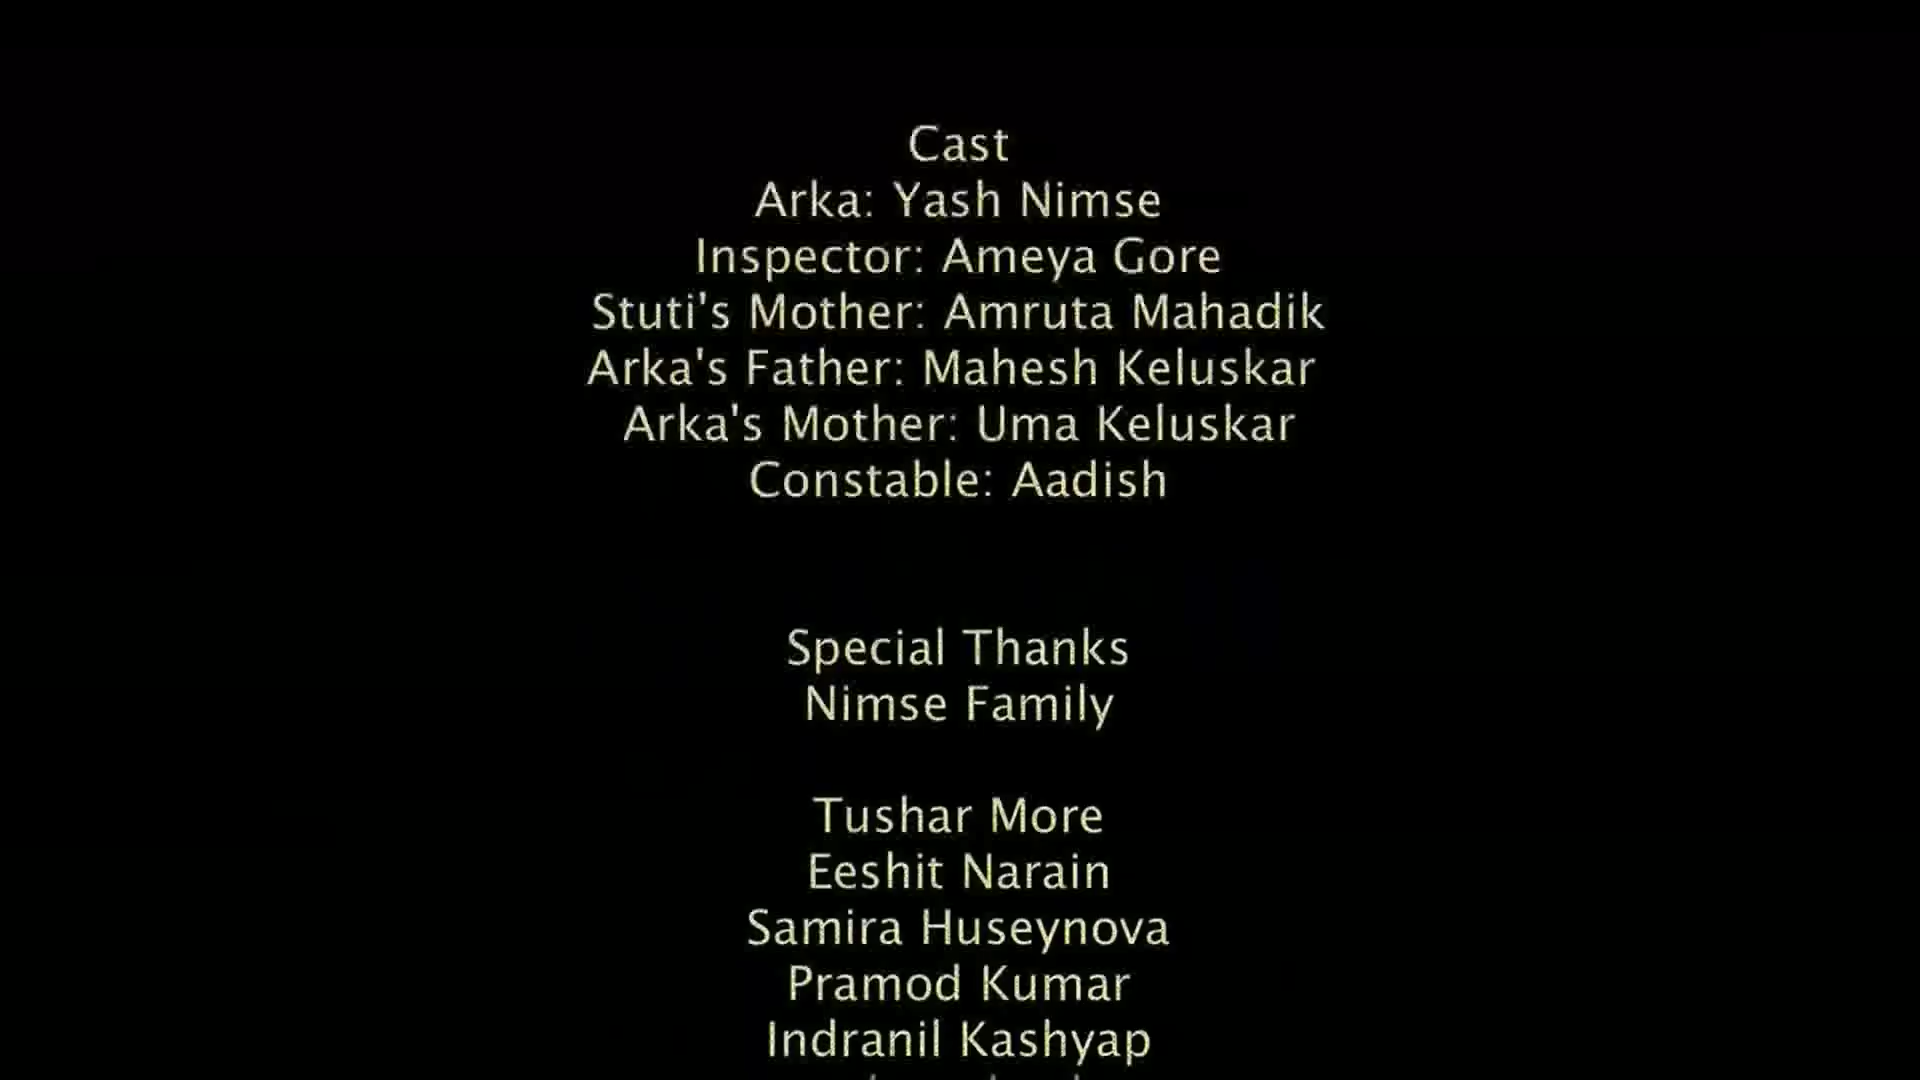 Cast
Arka: Yash Nimse
Inspector: Ameya Gore
Stuti's Mother: Amruta Mahadik
Arka's Father: Mahesh Keluskar
Arka's Mother: Uma Keluskar
Constable: Aadish
Special Thanks
Nimse Family
Tushar More
Eeshit Narain
Samira Huseynova
Pramod Kumar
Indranil Kashyap